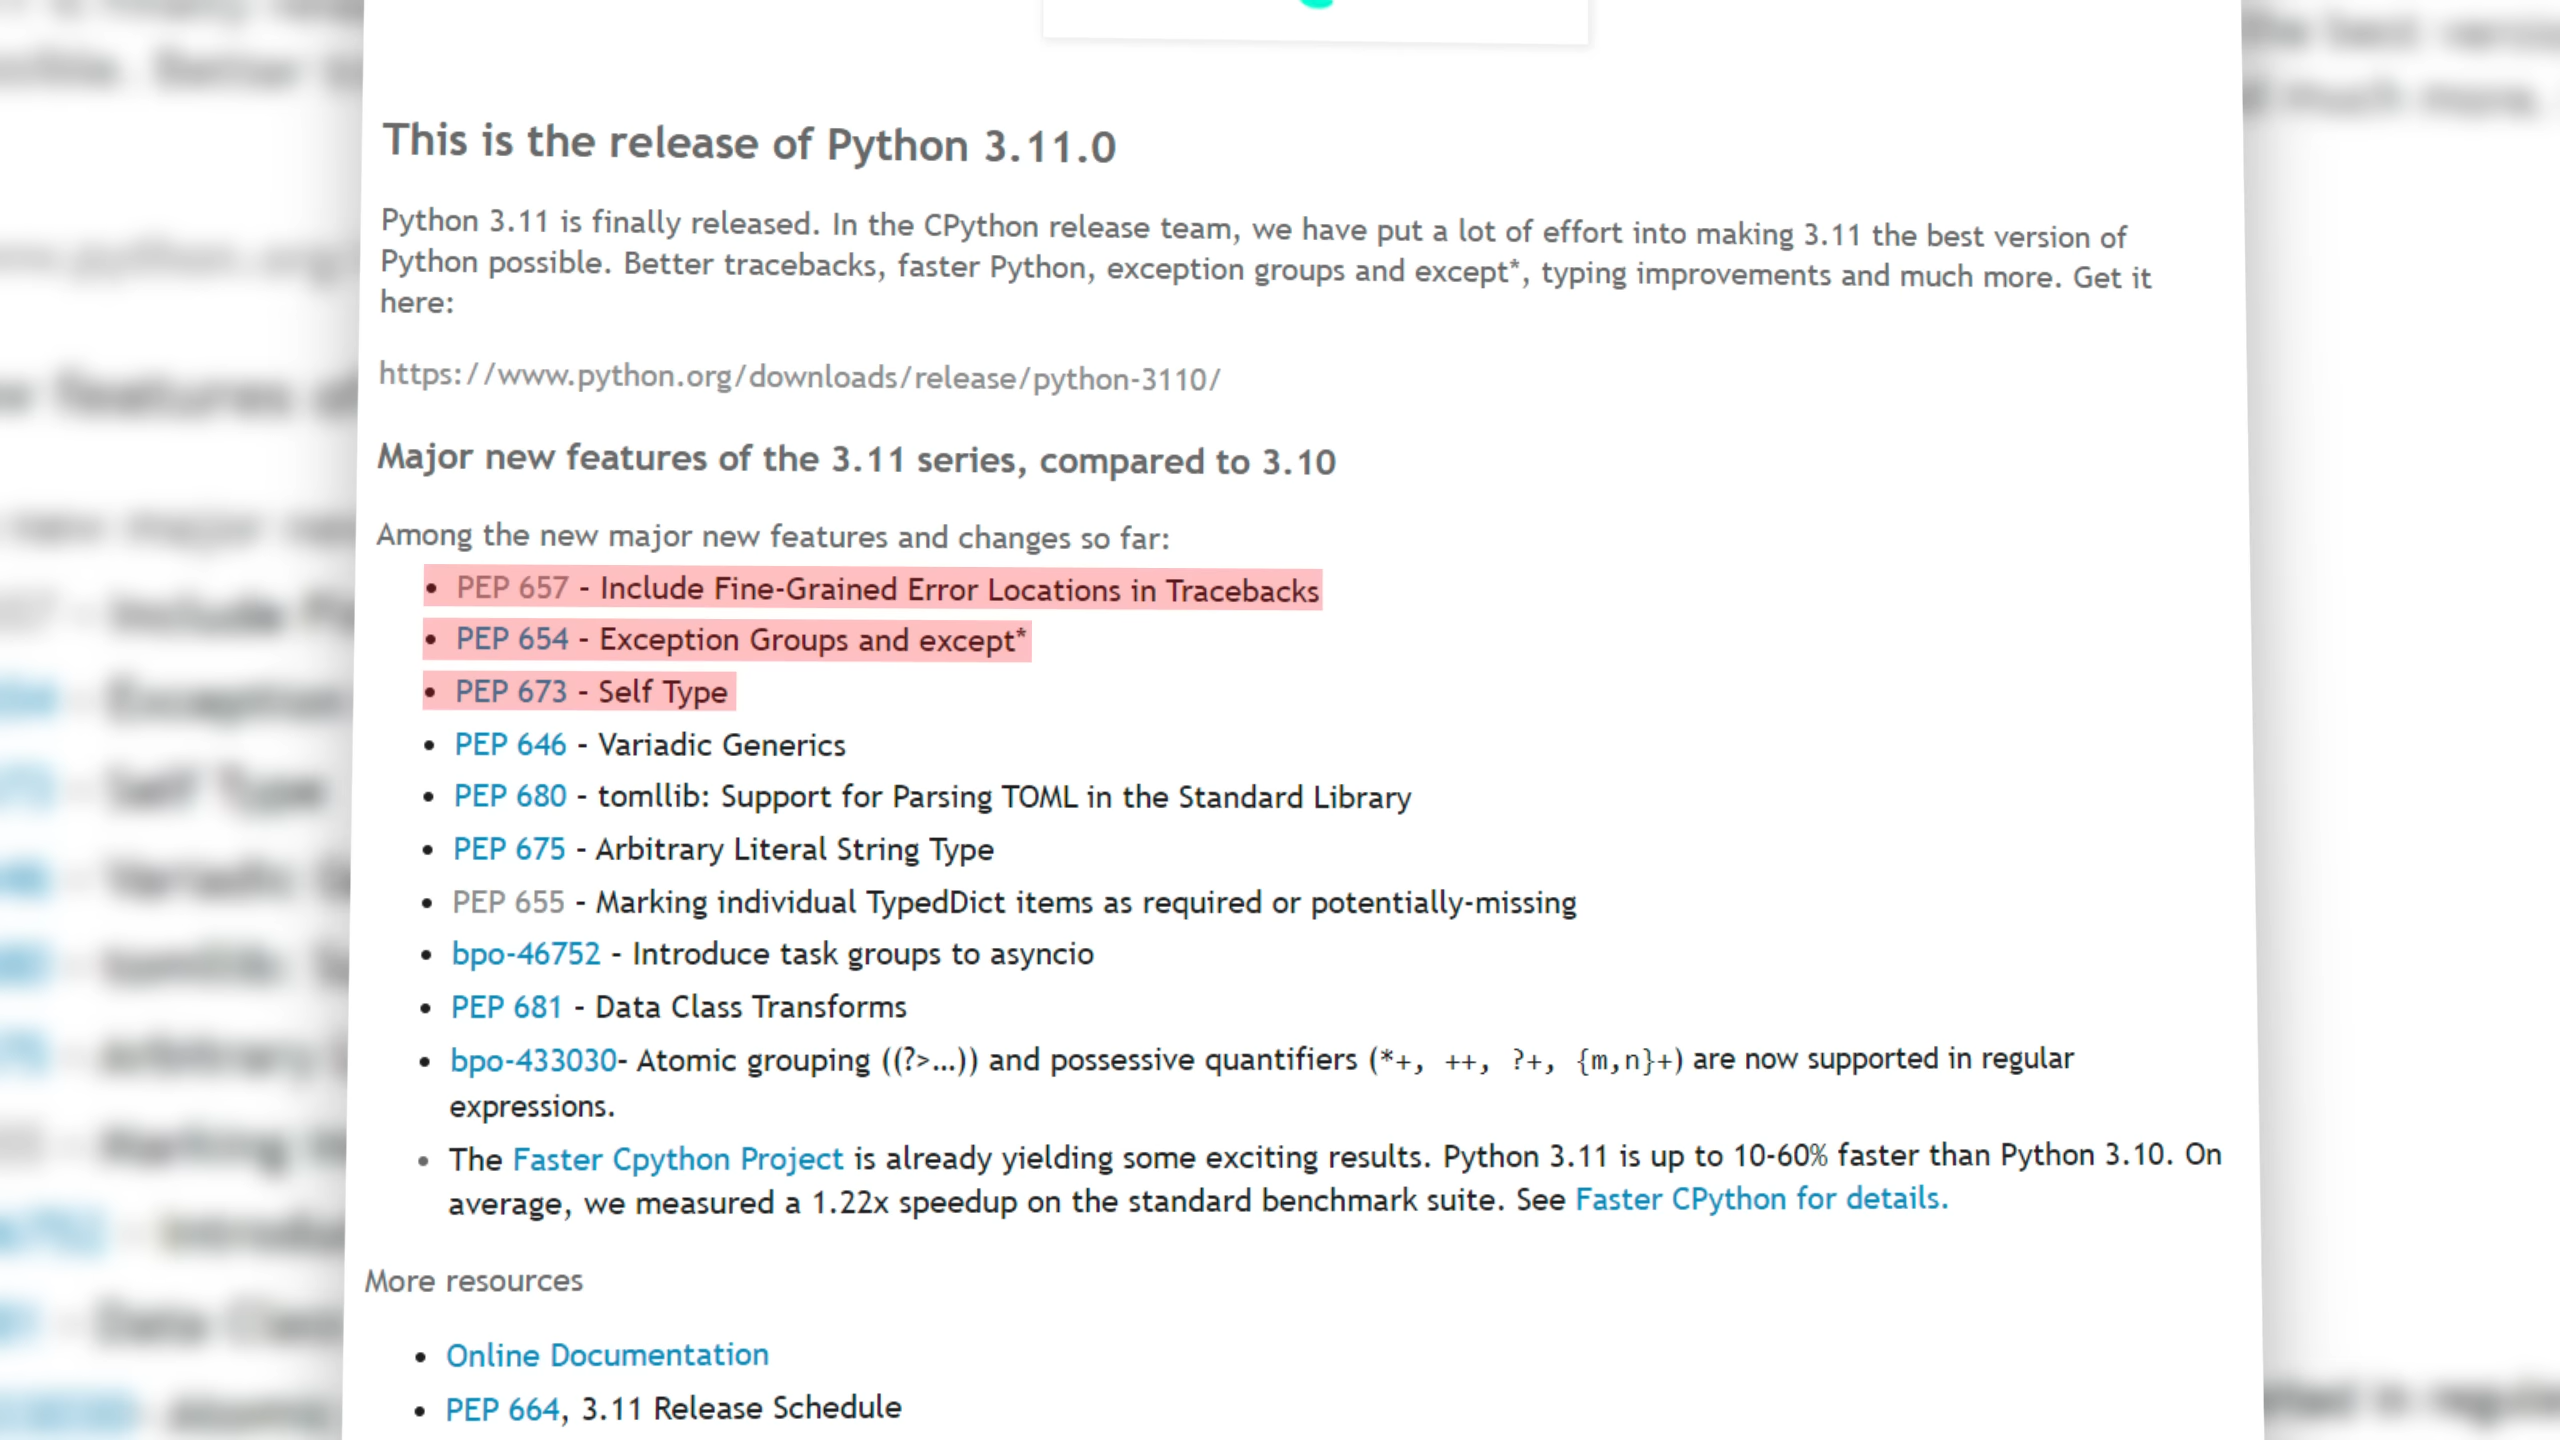 This is the release of Python 3.11.0
Python 3.11 is finally released. In the CPython release team, we have put a lot of effort into making 3.11 the best version of
Python possible. Better tracebacks, faster Python, exception groups and except*, typing improvements and much more. Get it
here:
https://www.python.org/downloads/release/python-3110/
Major new features of the 3.11 series, compared to 3.10
Among the new major new features and changes so far:
• PEP 657 - Include Fine-Grained Error Locations in Tracebacks
• PEP 654 - Exception Groups and except*
• PEP 673 - Self Type
• PEP 646 - Variadic Generics
• PEP 680 - tomllib: Support for Parsing TOML in the Standard Library
• PEP 675 - Arbitrary Literal String Type
• PEP 655 - Marking individual TypedDict items as required or potentially-missing
• bpo-46752 - Introduce task groups to asyncio
• PEP 681 - Data Class Transforms
• bpo-433030- Atomic grouping ((?>...)) and possessive quantifiers (*+, ++, ?+, {m,n}+) are now supported in regular
expressions.
• The Faster Cpython Project is already yielding some exciting results. Python 3.11 is up to 10-60% faster than Python 3.10. On
average, we measured a 1.22x speedup on the standard benchmark suite. See Faster CPython for details.
More resources
• Online Documentation
• PEP 664, 3.11 Release Schedule